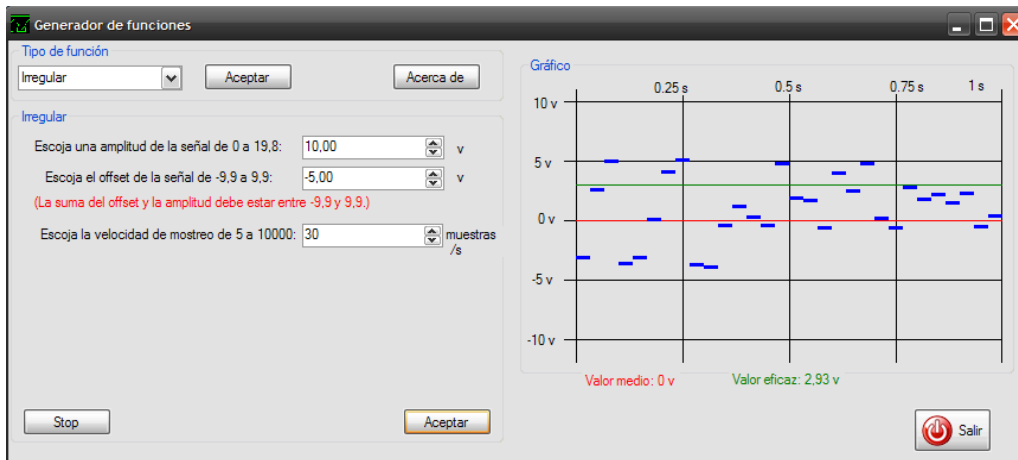 Generador de funciones
Tipo de función
Irregular
Aceptar
Acerca de
Irregular
Escoja una amplitud de la señal de 0 a 19,8: 10,00 v
Escoja el offset de la señal de -9,9 a 9,9: -5,00 v
(La suma del offset y la amplitud debe estar entre -9,9 y 9,9.)
Escoja la velocidad de mostreo de 5 a 10000: 30 muestras
/s
Stop
Aceptar
Gráfico
0.25 s 0.5 s 0.75 s 1 s
10 v
5 v
0 v
-5 v
-10 v
Valor medio: 0 v Valor eficaz: 2,93 v
Salir